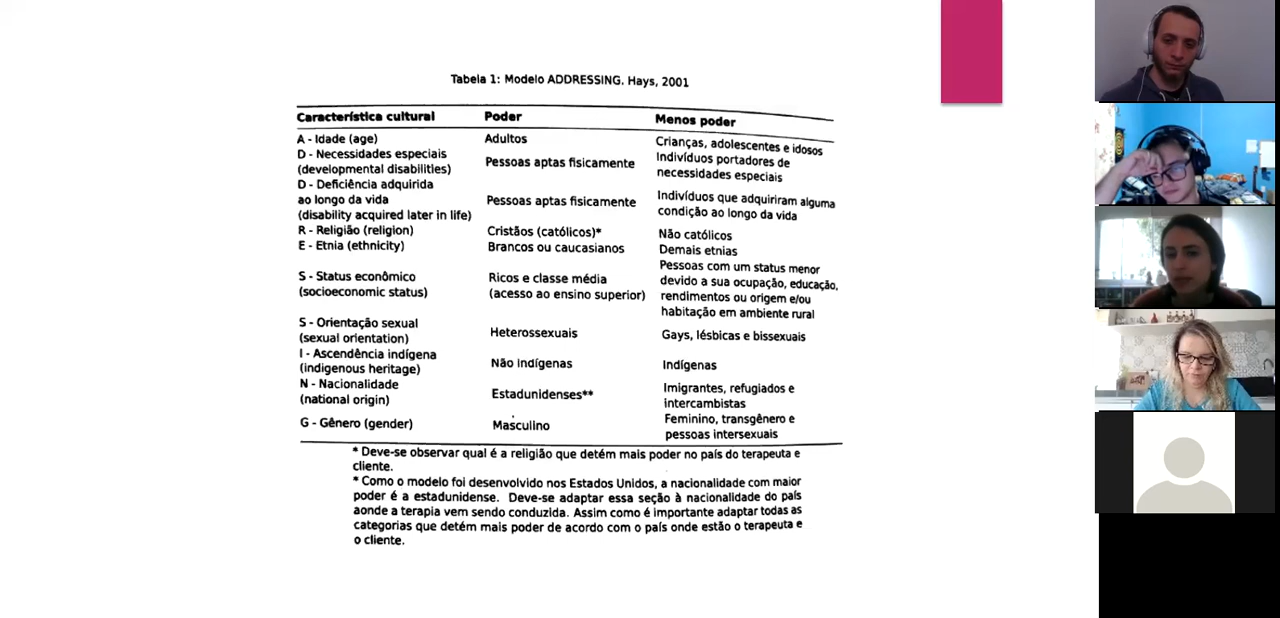 Tabela 1: Modelo ADDRESSING. Hays, 2001
Característica cultural Poder Menos poder
A - Idade (age) Adultos Crianças, adolescentes e idosos
D - Necessidades especiais
(developmental disabilities) Pessoas aptas fisicamente Indivíduos portadores de
necessidades especiais
D - Deficiência adquirida
ao longo da vida
(disability acquired later in life) Pessoas aptas fisicamente Indivíduos que adquiriram alguma
condição ao longo da vida
R - Religião (religion) Cristãos (católicos)* Não católicos
E - Etnia (ethnicity) Brancos ou caucasianos Demais etnias
S - Status econômico
(socioeconomic status) Ricos e classe média
(acesso ao ensino superior) Pessoas com um status menor
devido a sua ocupação, educação,
rendimentos ou origem e/ou
habitação em ambiente rural
S - Orientação sexual
(sexual orientation) Heterossexuais Gays, lésbicas e bissexuais
I - Ascendência indígena
(indigenous heritage) Não Indígenas Indígenas
N - Nacionalidade
(national origin) Estadunidenses** Imigrantes, refugiados e
intercambistas
G - Gênero (gender) Masculino Feminino, transgênero e
pessoas intersexuais
* Deve-se observar qual é a religião que detém mais poder no país do terapeuta e
cliente.
* Como o modelo foi desenvolvido nos Estados Unidos, a nacionalidade com maior
poder é a estadunidense. Deve-se adaptar essa seção à nacionalidade do país
aonde a terapia vem sendo conduzida. Assim como é importante adaptar todas as
categorias que detém mais poder de acordo com o país onde estão o terapeuta e
o cliente.